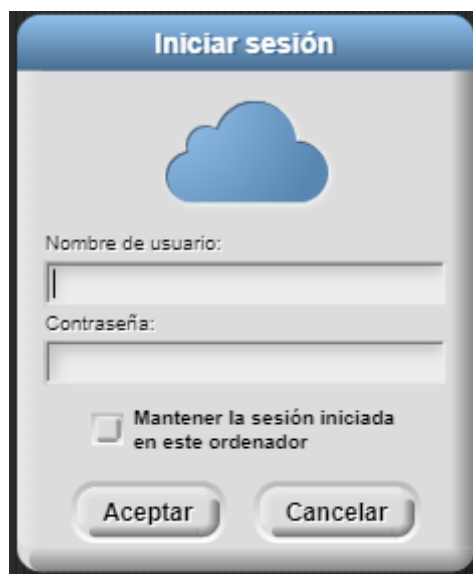 Iniciar sesión
Nombre de usuario:
Contraseña:
Mantener la sesión iniciada
en este ordenador
Aceptar Cancelar